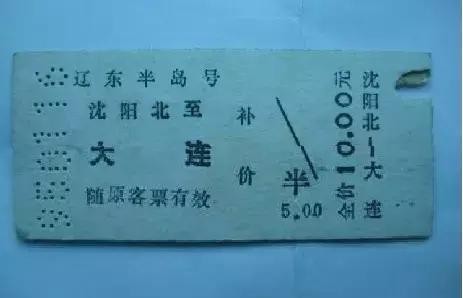 辽东半岛号
沈阳北至
大连
随原客票有效
补价
半
5.00
全价10.00元
沈阳北—大连